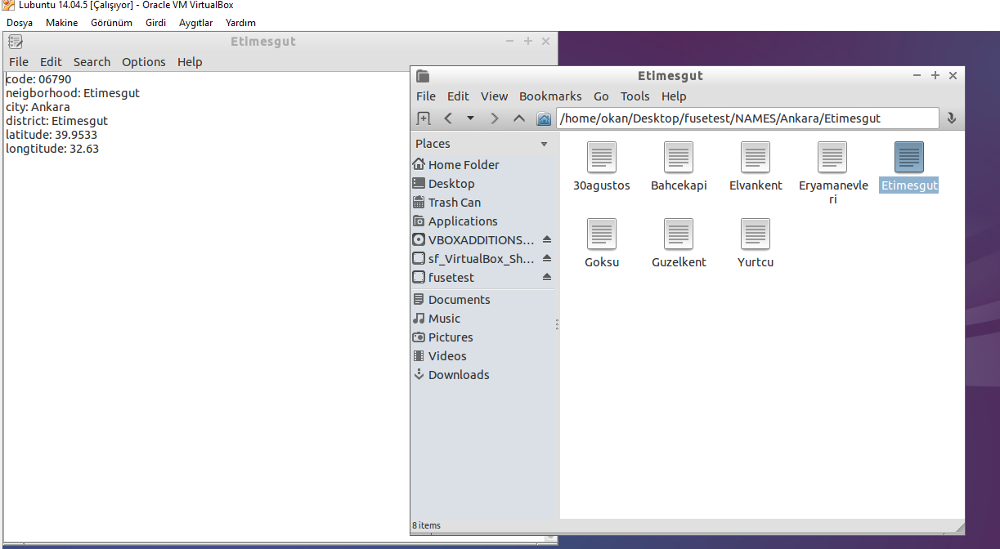 Lubuntu 14.04.5 [Çalışıyor] - Oracle VM VirtualBox
Dosya Makine Görünüm Girdi Aygıtlar Yardım
Etimesgut
File Edit Search Options Help
code: 06790
neigborhood: Etimesgut
city: Ankara
district: Etimesgut
latitude: 39.9533
longtitude: 32.63
Etimesgut
File Edit View Bookmarks Go Tools Help
/home/okan/Desktop/fusetest/NAMES/Ankara/Etimesgut
Places
Home Folder
Desktop
Trash Can
Applications
VBOXADDITIONS...
sf_VirtualBox_Sh...
fusetest
Documents
Music
Pictures
Videos
Downloads
30agustos Bahcekapi Elvankent Eryamanevle
ri Etimesgut
Goksu Guzelkent Yurtcu
8 items